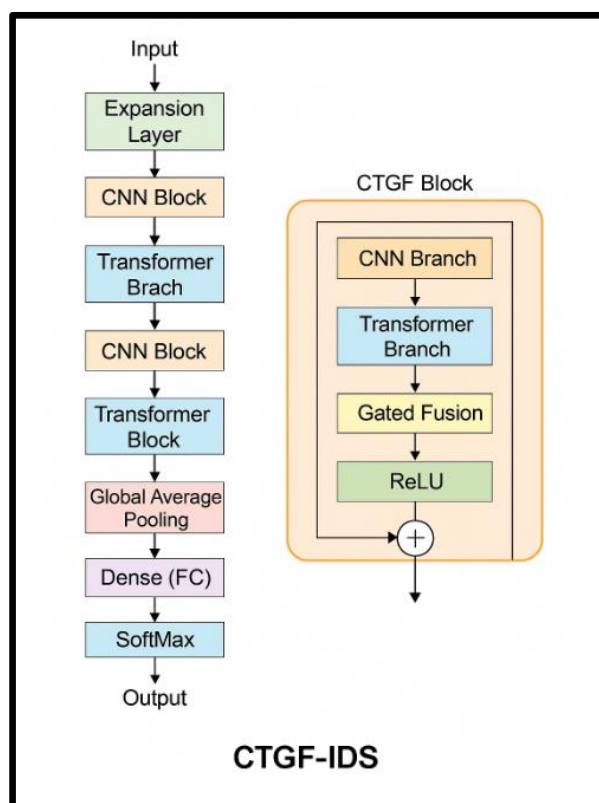 Input
Expansion
Layer
CNN Block
Transformer
Brach
CNN Block
Transformer
Block
Global Average
Pooling
Dense (FC)
SoftMax
Output
CTGF Block
CNN Branch
Transformer
Branch
Gated Fusion
ReLU
+
CTGF-IDS